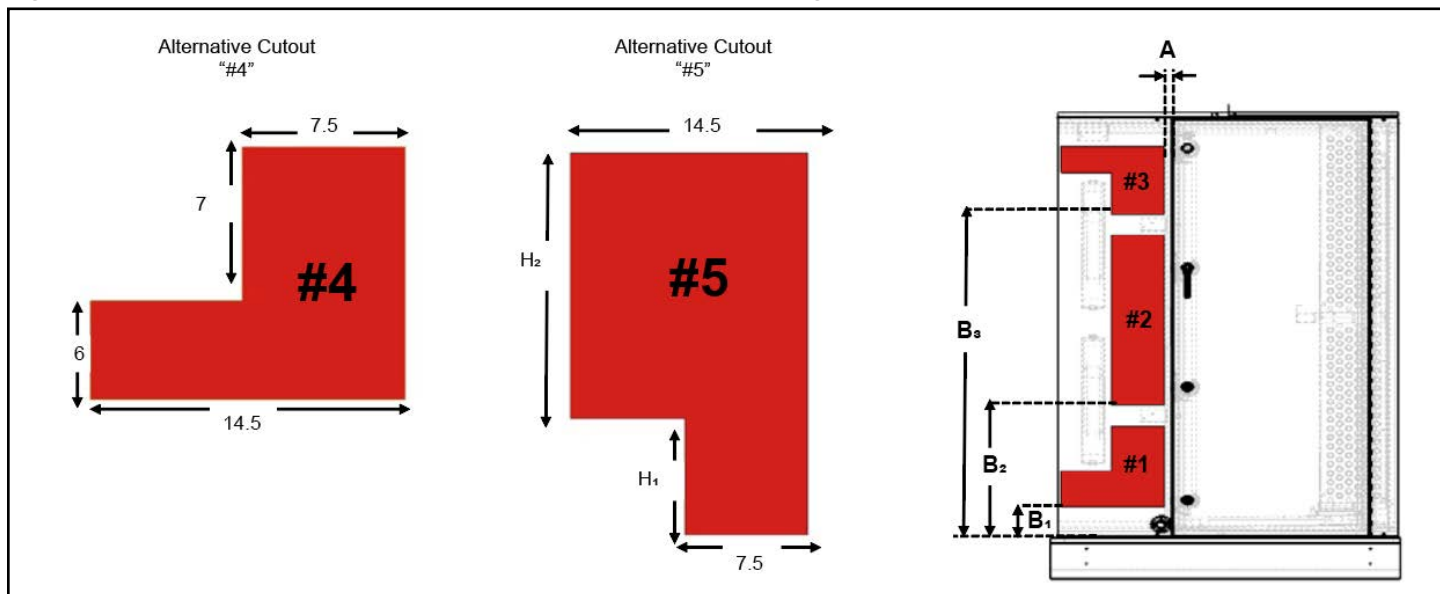 Alternative Cutout
“#4”
7.5
7
#4
6
14.5
Alternative Cutout
“#5”
14.5
H₂
#5
H₁
7.5
A
#3
#2
B₃
B₂
#1
B₁